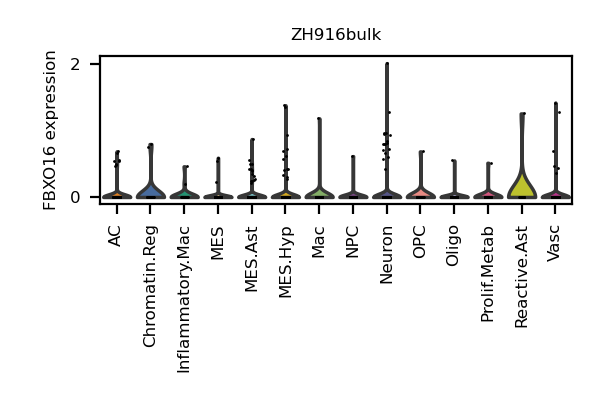 ZH916bulk
FBXO16 expression
2
0
AC
Chromatin.Reg
Inflammatory.Mac
MES
MES.Ast
MES.Hyp
Mac
NPC
Neuron
OPC
Oligo
Prolif.Metab
Reactive.Ast
Vasc